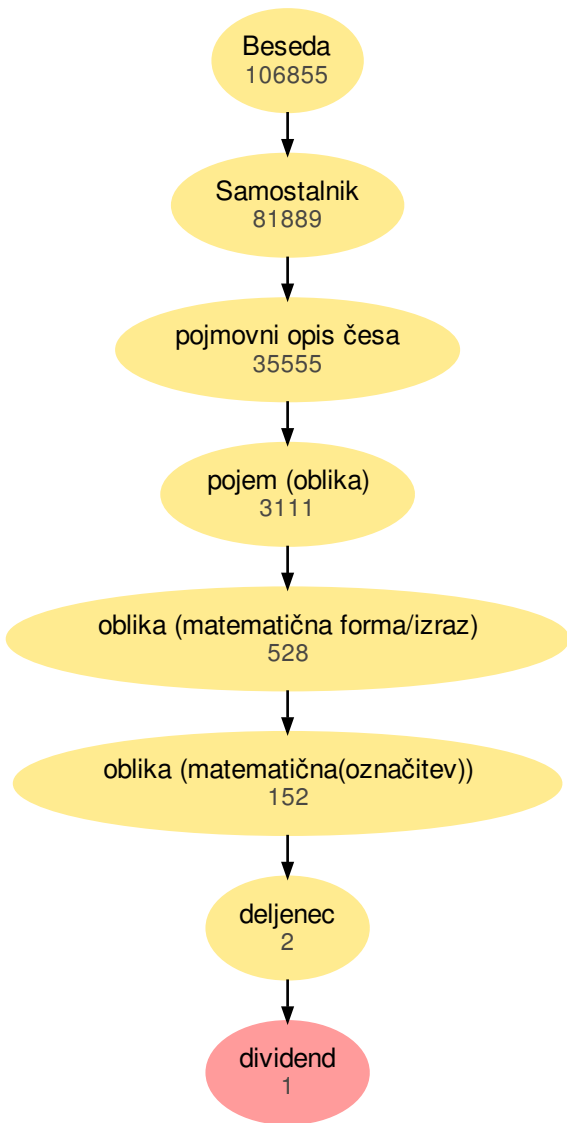 Beseda
106855
Samostalnik
81889
pojmovni opis česa
35555
pojem (oblika)
3111
oblika (matematična forma/izraz)
528
oblika (matematična(označitev))
152
deljenec
2
dividend
1